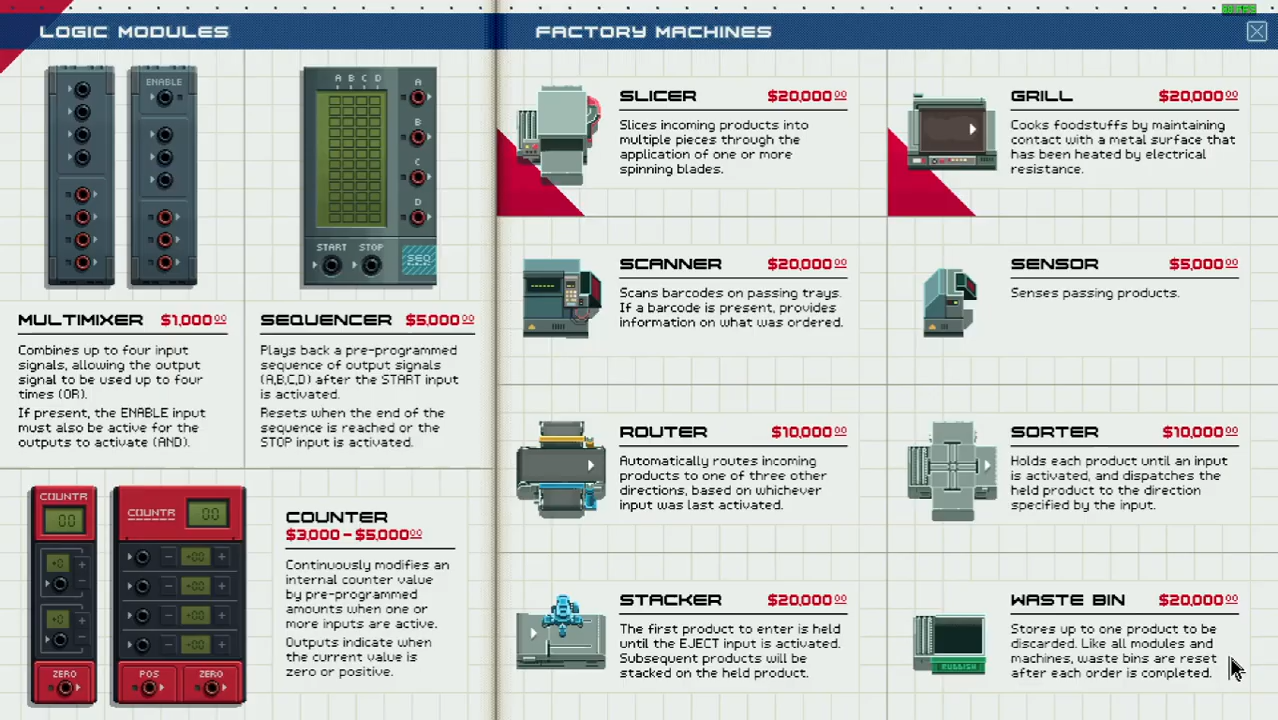 LOGIC MODULES
FACTORY MACHINES
ENABLE
A B C D
A
B
C
D
START STOP
SEQ
MULTIMIXER $1,000.00
Combines up to four input
signals, allowing the output
signal to be used up to four
times (OR).
If present, the ENABLE input
must also be active for the
outputs to activate (AND).
SEQUENCER $5,000.00
Plays back a pre-programmed
sequence of output signals
(A,B,C,D) after the START input
is activated.
Resets when the end of the
sequence is reached or the
STOP input is activated.
COUNTR
00
+0
+
-
+0
+
-
ZERO
COUNTR
00
- +00 +
- +00 +
- +00 +
- +00 +
POS ZERO
COUNTER
$3,000 – $5,000.00
Continuously modifies an
internal counter value
by pre-programmed
amounts when one or
more inputs are active.
Outputs indicate when
the current value is
zero or positive.
SLICER $20,000.00
Slices incoming products into
multiple pieces through the
application of one or more
spinning blades.
GRILL $20,000.00
Cooks foodstuffs by maintaining
contact with a metal surface that
has been heated by electrical
resistance.
SCANNER $20,000.00
Scans barcodes on passing trays.
If a barcode is present, provides
information on what was ordered.
SENSOR $5,000.00
Senses passing products.
ROUTER $10,000.00
Automatically routes incoming
products to one of three other
directions, based on whichever
input was last activated.
SORTER $10,000.00
Holds each product until an input
is activated, and dispatches the
held product to the direction
specified by the input.
STACKER $20,000.00
The first product to enter is held
until the EJECT input is activated.
Subsequent products will be
stacked on the held product.
WASTE BIN $20,000.00
Stores up to one product to be
discarded. Like all modules and
machines, waste bins are reset
after each order is completed.
RUBBISH